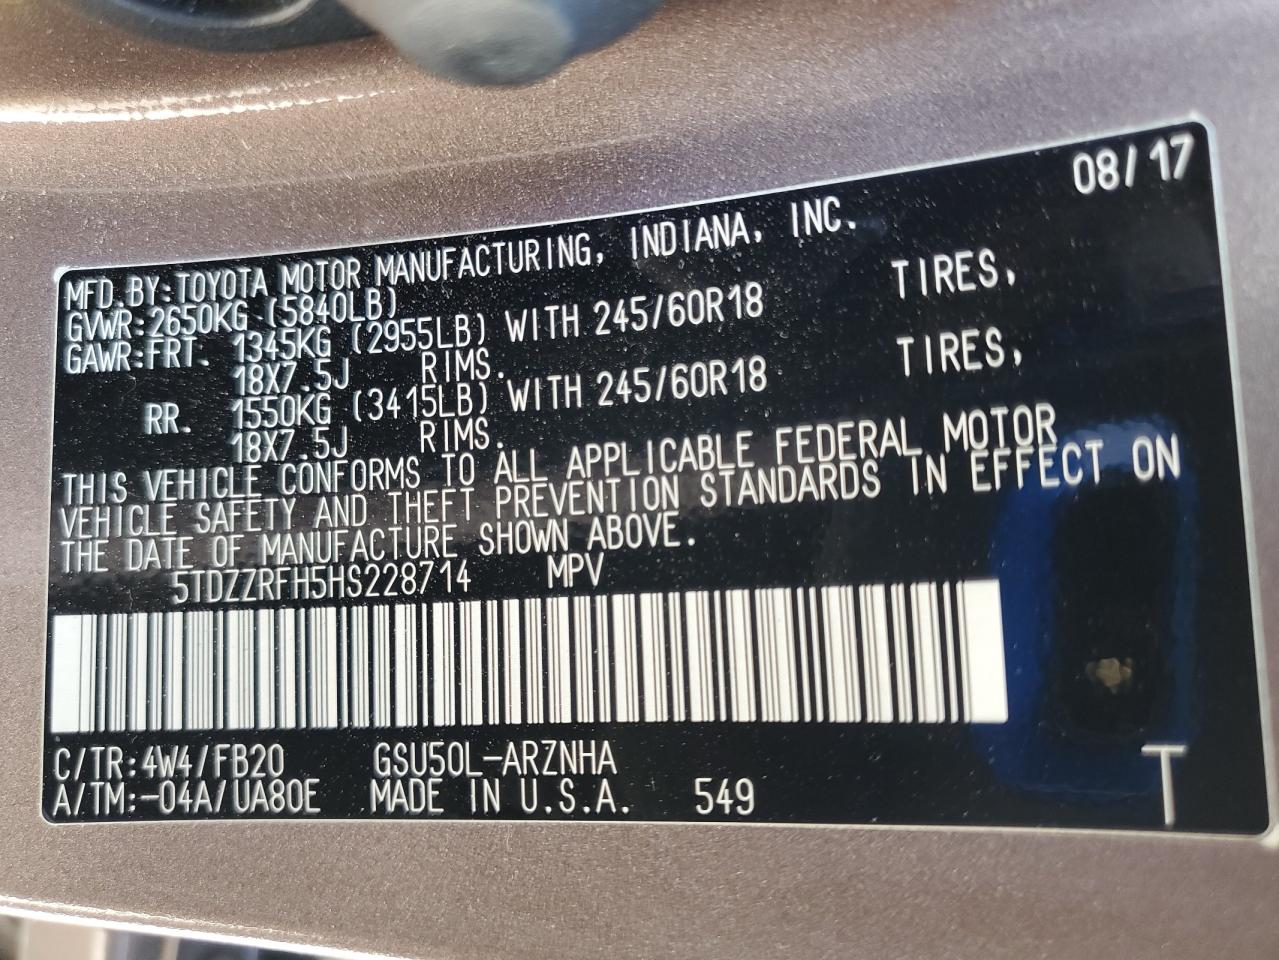 08/17
MFD.BY:TOYOTA MOTOR MANUFACTURING, INDIANA, INC.
GVWR:2650KG (5840LB)
GAWR:FRT. 1345KG (2955LB) WITH 245/60R18 TIRES,
18X7.5J RIMS.
RR. 1550KG (3415LB) WITH 245/60R18 TIRES,
18X7.5J RIMS.
THIS VEHICLE CONFORMS TO ALL APPLICABLE FEDERAL MOTOR
VEHICLE SAFETY AND THEFT PREVENTION STANDARDS IN EFFECT ON
THE DATE OF MANUFACTURE SHOWN ABOVE.
5TDZZRFH5HS228714 MPV
C/TR:4W4/FB20 GSU50L-ARZNHA
A/TM:-04A/UA80E MADE IN U.S.A. 549
T